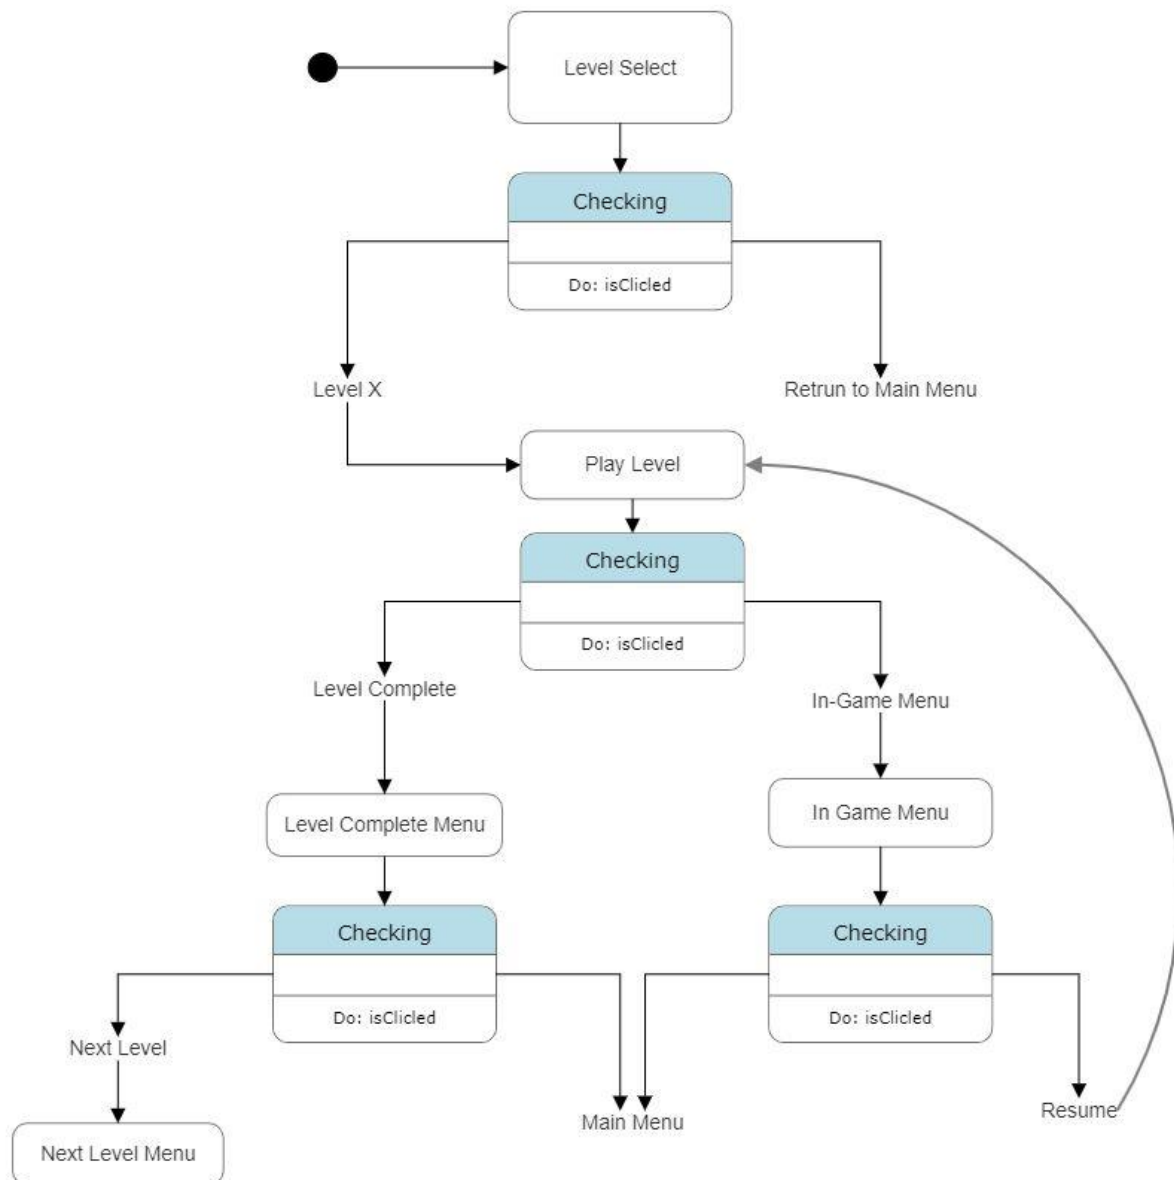 Level Select
Checking
Do: isClicled
Level X
Retrun to Main Menu
Play Level
Checking
Do: isClicled
Level Complete
In-Game Menu
Level Complete Menu
In Game Menu
Checking
Checking
Do: isClicled
Do: isClicled
Next Level
Main Menu
Resume
Next Level Menu